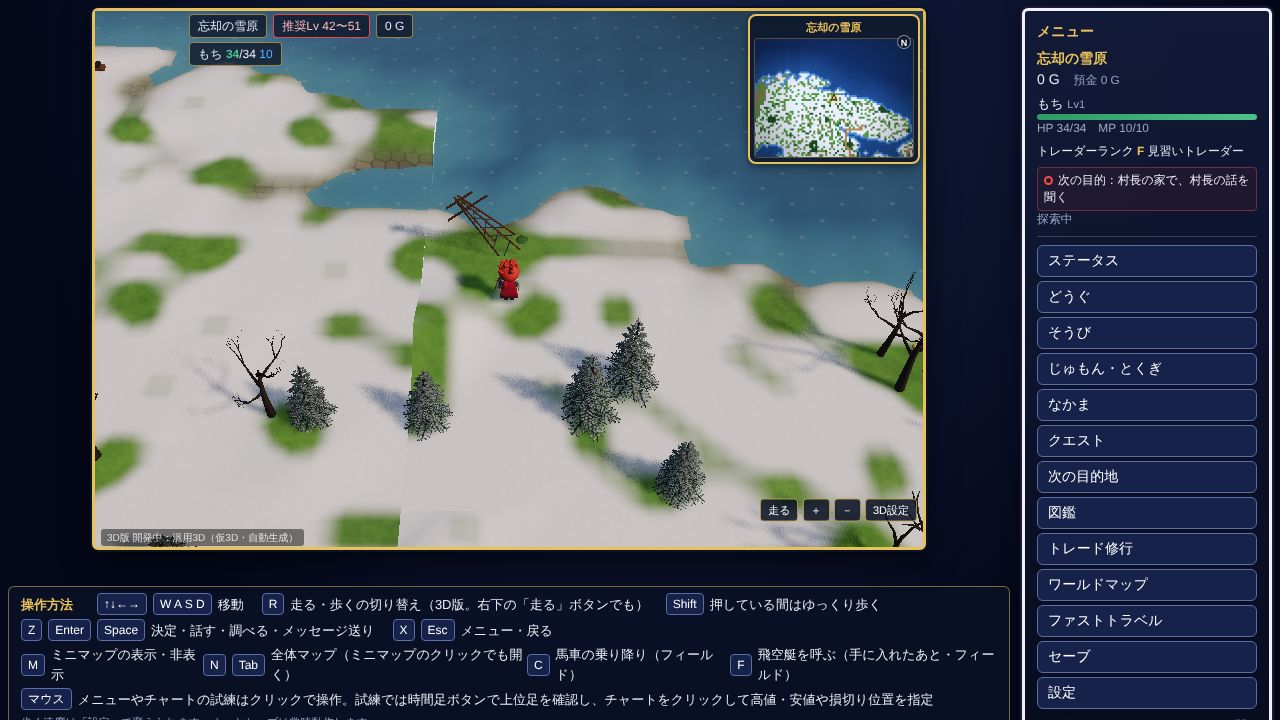 忘却の雪原 推奨Lv 42〜51 0 G
もち 34/34 10
忘却の雪原
N
走る ＋ － 3D設定
3D版 開発中：汎用3D（仮3D・自動生成）
メニュー
忘却の雪原
0 G 預金 0 G
もち Lv1
HP 34/34 MP 10/10
トレーダーランク F 見習いトレーダー
次の目的：村長の家で、村長の話を
聞く
探索中
ステータス
どうぐ
そうび
じゅもん・とくぎ
なかま
クエスト
次の目的地
図鑑
トレード修行
ワールドマップ
ファストトラベル
セーブ
設定
操作方法 ↑↓←→ W A S D 移動 R 走る・歩くの切り替え（3D版。右下の「走る」ボタンでも） Shift 押している間はゆっくり歩く
Z Enter Space 決定・話す・調べる・メッセージ送り X Esc メニュー・戻る
M ミニマップの表示・非表示 N Tab 全体マップ（ミニマップのクリックでも開く） C 馬車の乗り降り（フィールド） F 飛空艇を呼ぶ（手に入れたあと・フィールド）
マウス メニューやチャートの試練はクリックで操作。試練では時間足ボタンで上位足を確認し、チャートをクリックして高値・安値や損切り位置を指定